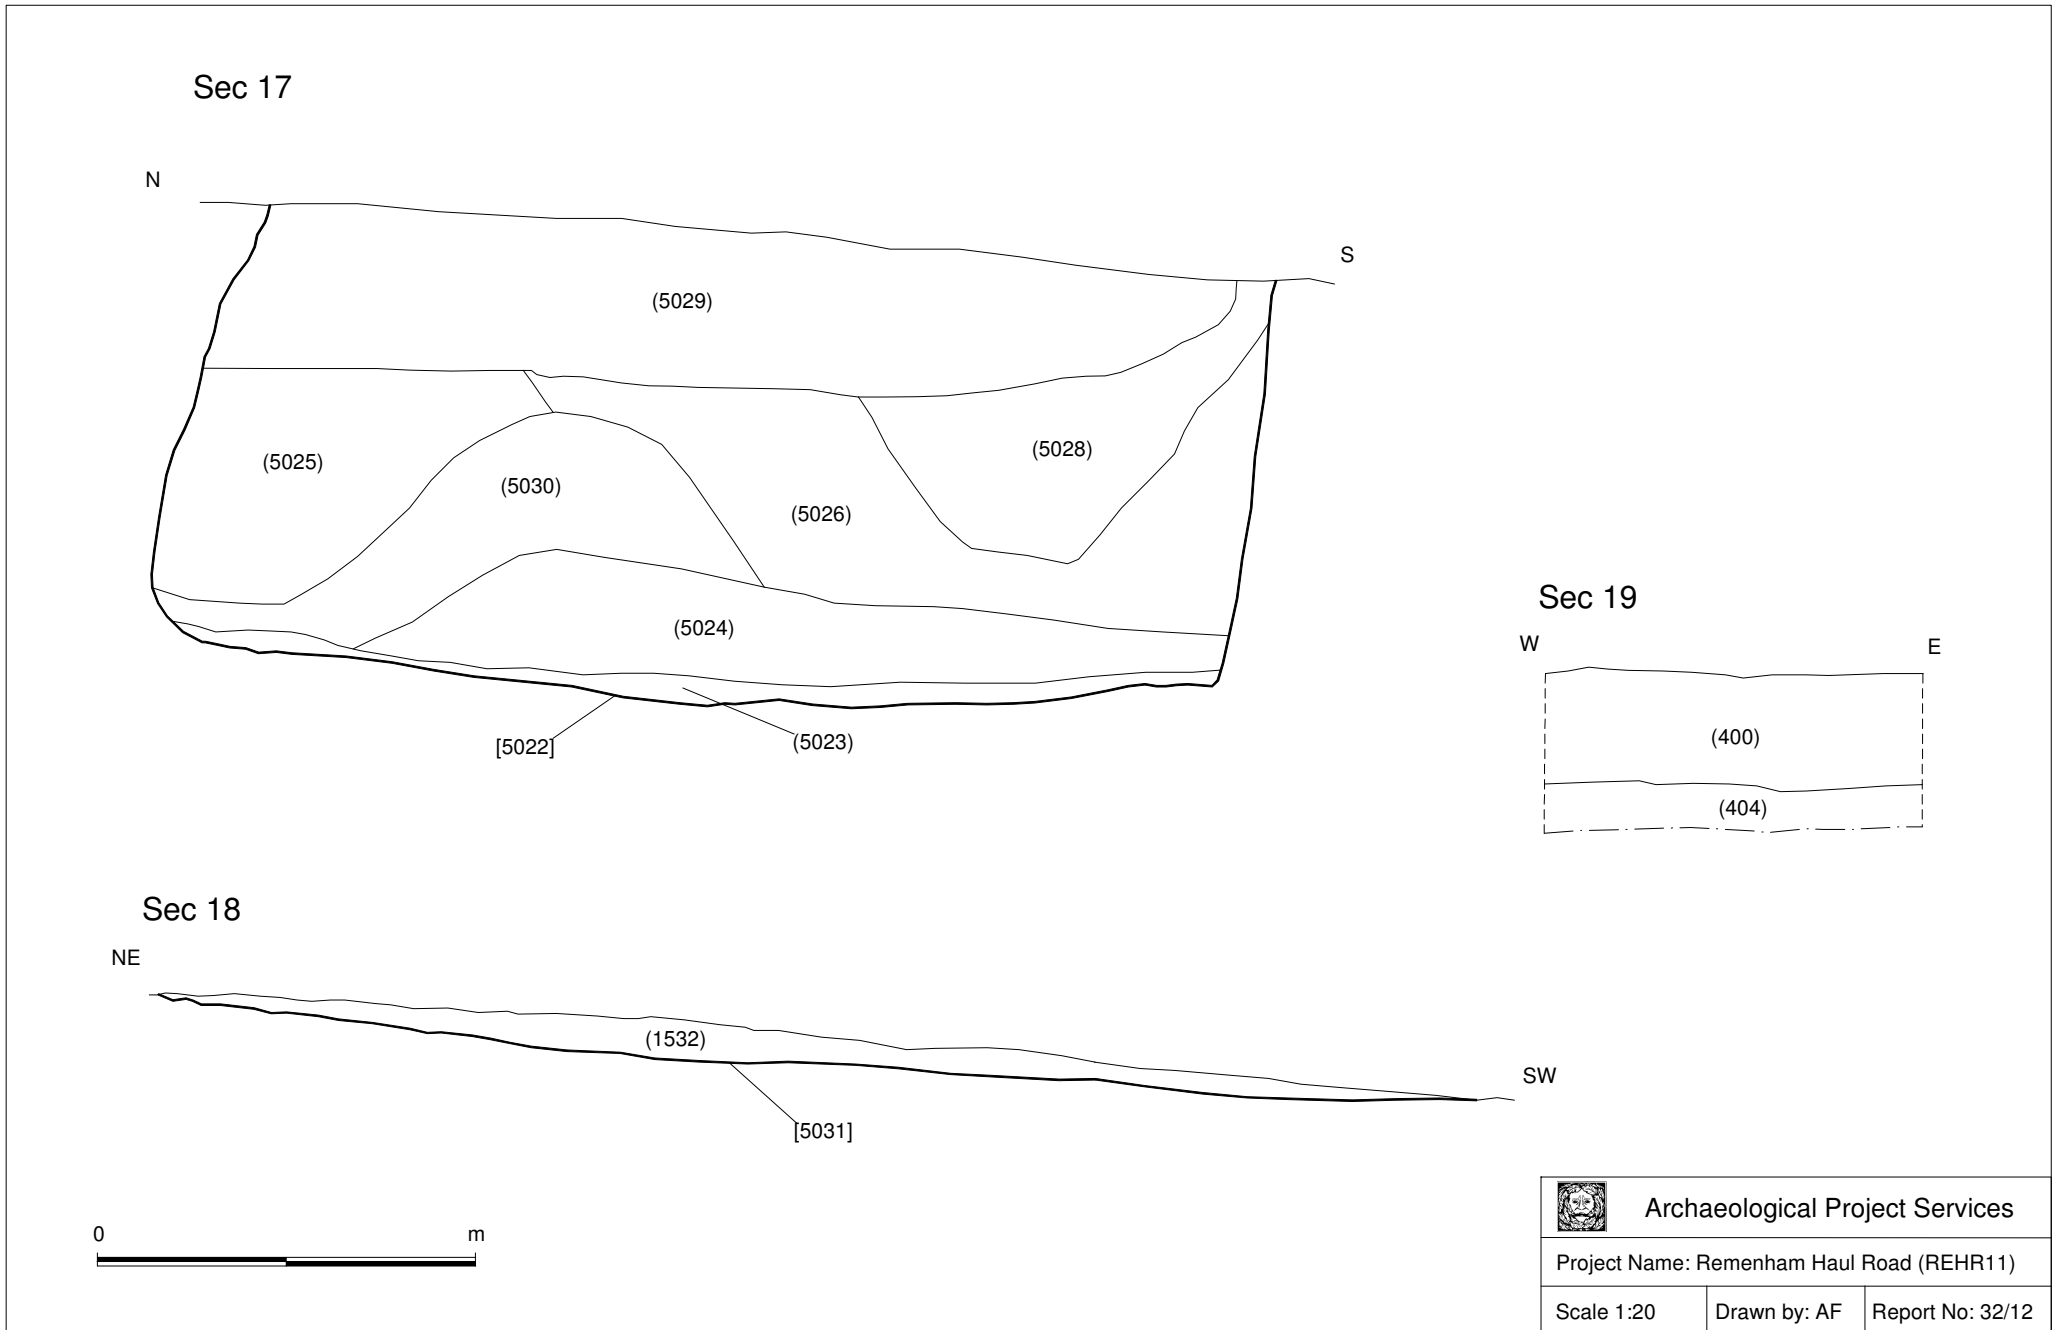 Sec 17
N
S
(5029)
(5025)
(5030)
(5028)
(5026)
(5024)
[5022]
(5023)
Sec 19
W
E
(400)
(404)
Sec 18
NE
(1532)
SW
[5031]
0 m
Archaeological Project Services
Project Name: Remenham Haul Road (REHR11)
Scale 1:20 Drawn by: AF Report No: 32/12